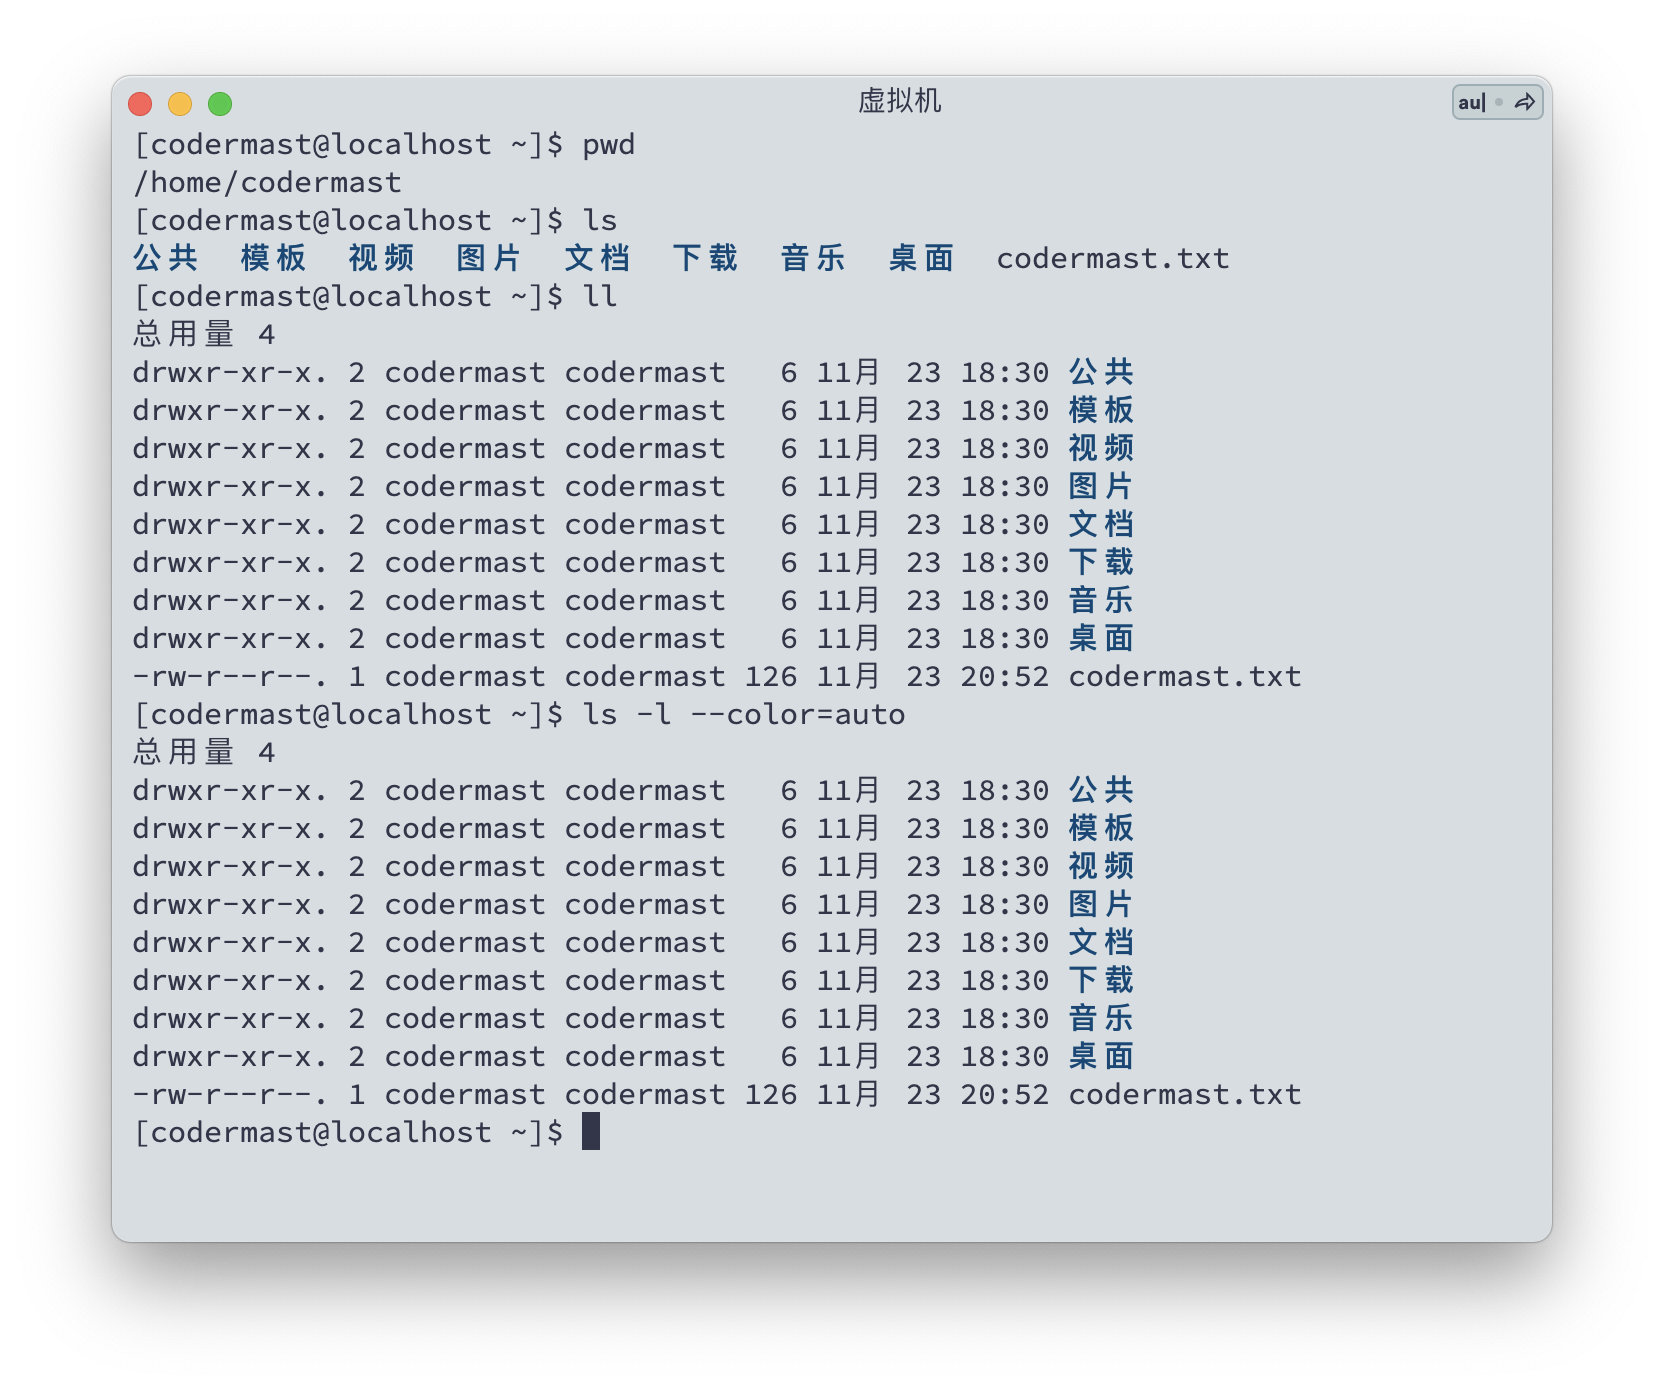 虚拟机
au
[codermast@localhost ~]$ pwd
/home/codermast
[codermast@localhost ~]$ ls
公共  模板  视频  图片  文档  下载  音乐  桌面  codermast.txt
[codermast@localhost ~]$ ll
总用量 4
drwxr-xr-x. 2 codermast codermast   6 11月  23 18:30 公共
drwxr-xr-x. 2 codermast codermast   6 11月  23 18:30 模板
drwxr-xr-x. 2 codermast codermast   6 11月  23 18:30 视频
drwxr-xr-x. 2 codermast codermast   6 11月  23 18:30 图片
drwxr-xr-x. 2 codermast codermast   6 11月  23 18:30 文档
drwxr-xr-x. 2 codermast codermast   6 11月  23 18:30 下载
drwxr-xr-x. 2 codermast codermast   6 11月  23 18:30 音乐
drwxr-xr-x. 2 codermast codermast   6 11月  23 18:30 桌面
-rw-r--r--. 1 codermast codermast 126 11月  23 20:52 codermast.txt
[codermast@localhost ~]$ ls -l --color=auto
总用量 4
drwxr-xr-x. 2 codermast codermast   6 11月  23 18:30 公共
drwxr-xr-x. 2 codermast codermast   6 11月  23 18:30 模板
drwxr-xr-x. 2 codermast codermast   6 11月  23 18:30 视频
drwxr-xr-x. 2 codermast codermast   6 11月  23 18:30 图片
drwxr-xr-x. 2 codermast codermast   6 11月  23 18:30 文档
drwxr-xr-x. 2 codermast codermast   6 11月  23 18:30 下载
drwxr-xr-x. 2 codermast codermast   6 11月  23 18:30 音乐
drwxr-xr-x. 2 codermast codermast   6 11月  23 18:30 桌面
-rw-r--r--. 1 codermast codermast 126 11月  23 20:52 codermast.txt
[codermast@localhost ~]$